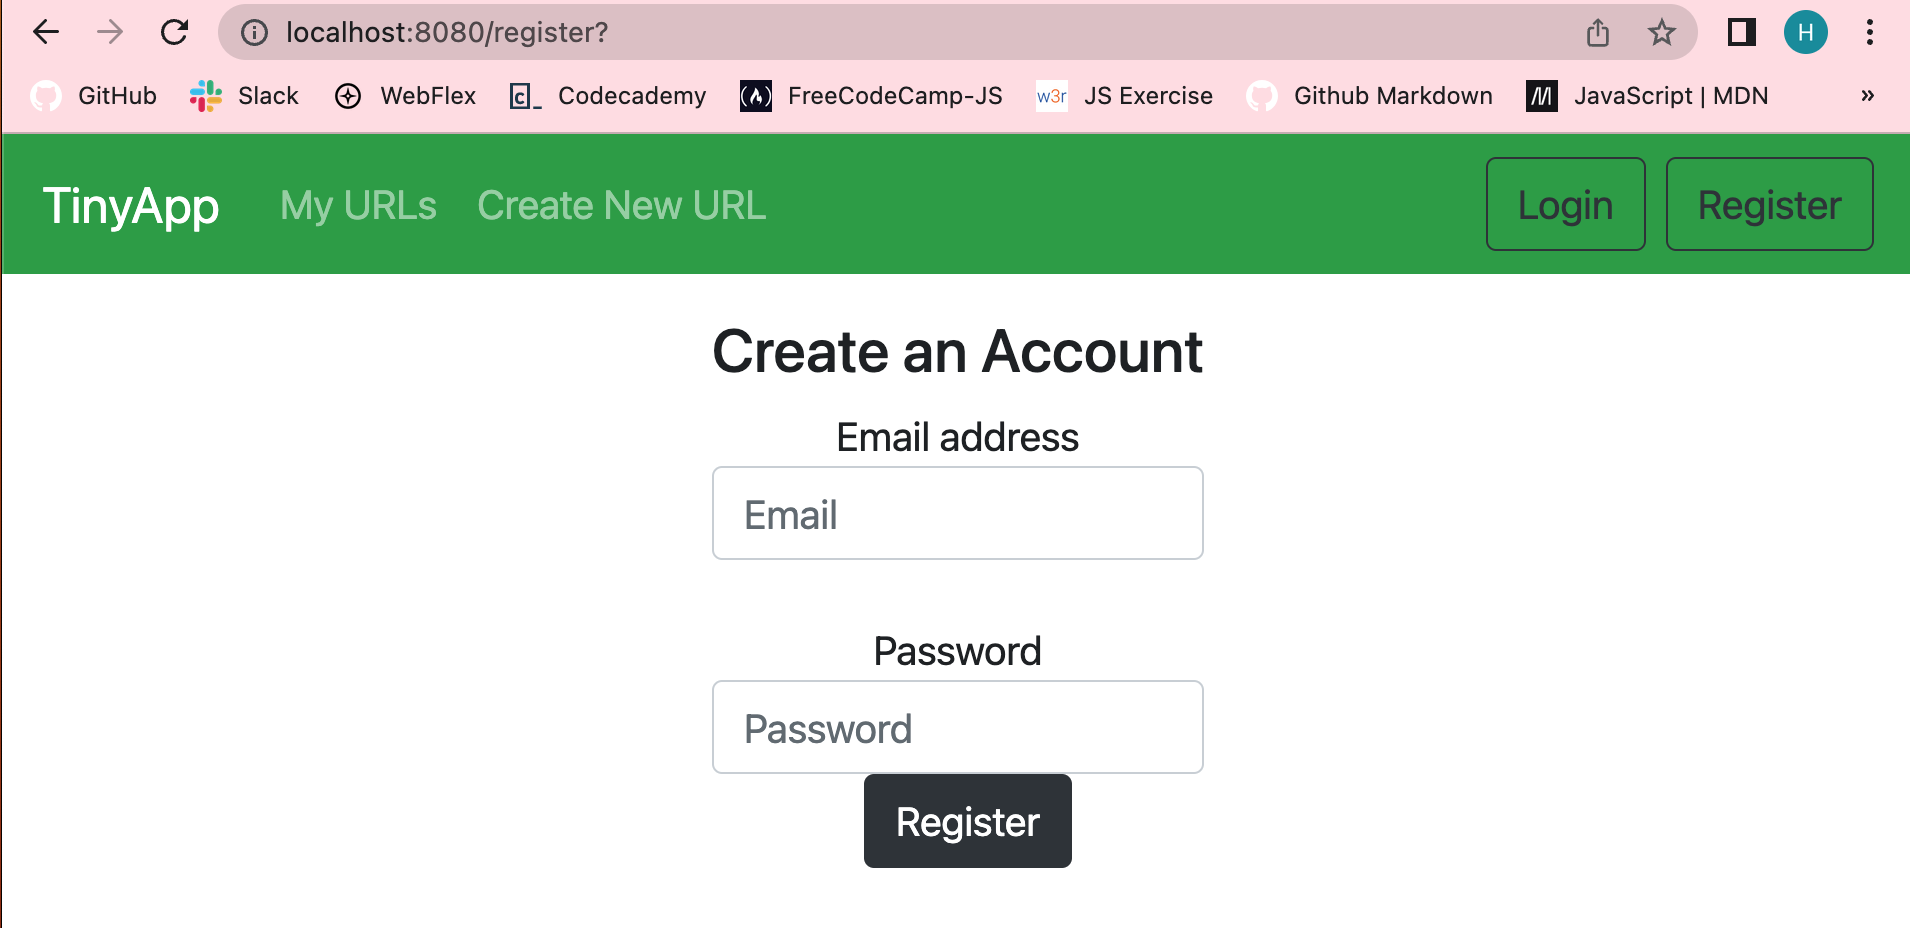 localhost:8080/register?
H
GitHub Slack WebFlex c_ Codecademy FreeCodeCamp-JS w3r JS Exercise Github Markdown M JavaScript | MDN »
TinyApp My URLs Create New URL Login Register
Create an Account
Email address
Email
Password
Password
Register